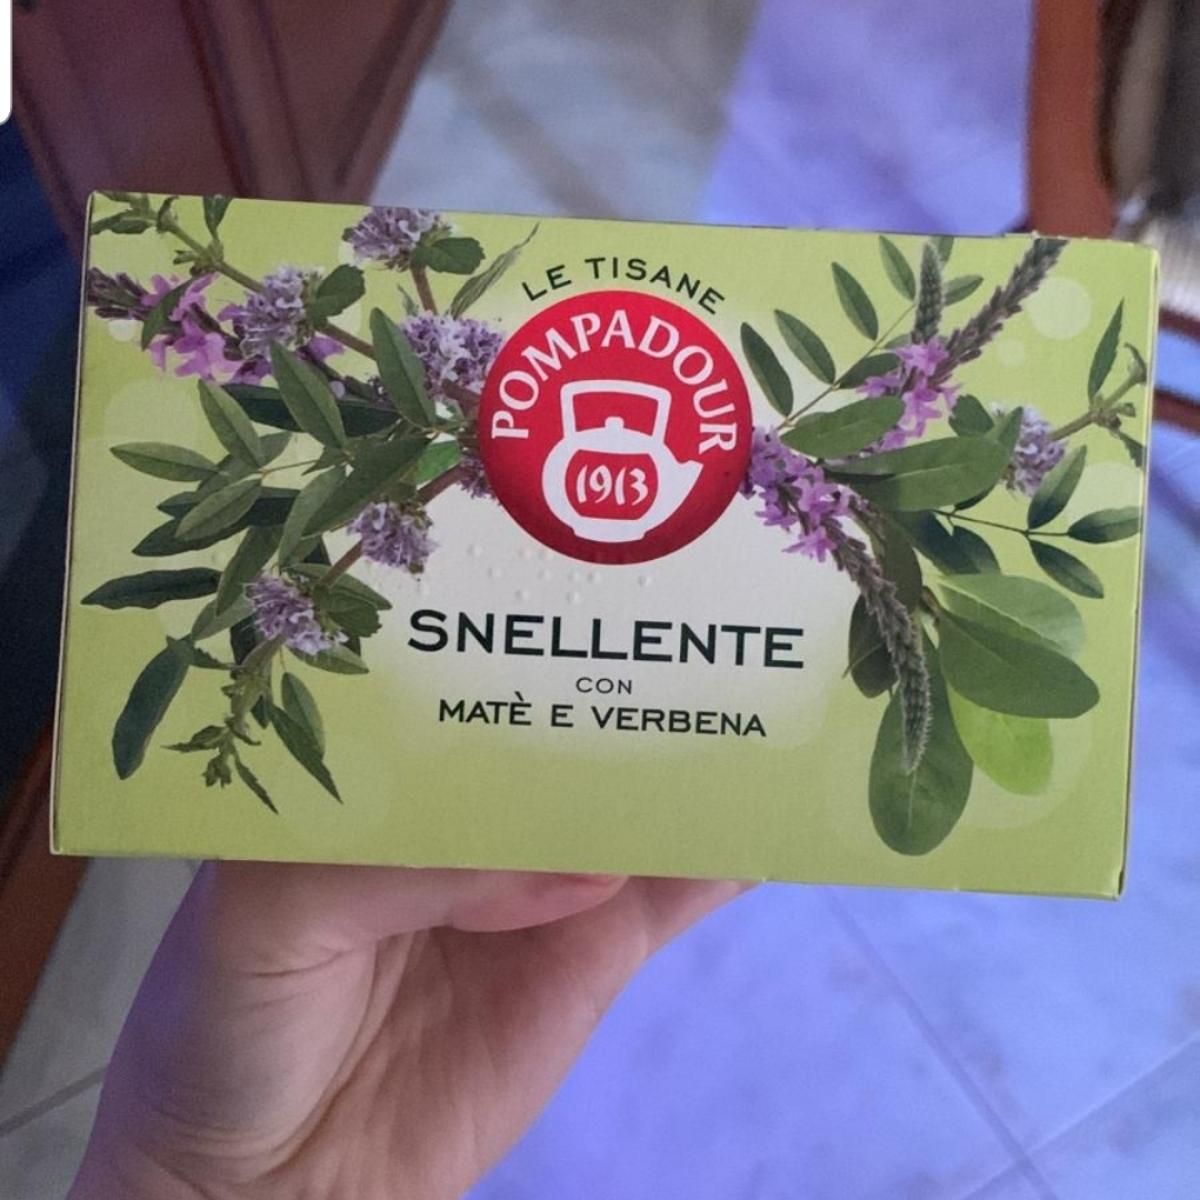 LE TISANE
POMPADOUR
1913
SNELLENTE
CON
MATÈ E VERBENA